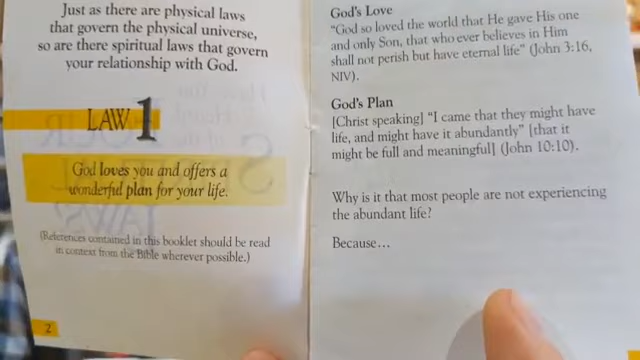 Just as there are physical laws
that govern the physical universe,
so are there spiritual laws that govern
your relationship with God.
LAW 1
God loves you and offers a
wonderful plan for your life.
(References contained in this booklet should be read
in context from the Bible wherever possible.)
2
God's Love
“God so loved the world that He gave His one
and only Son, that who ever believes in Him
shall not perish but have eternal life” (John 3:16,
NIV).
God's Plan
[Christ speaking] “I came that they might have
life, and might have it abundantly” [that it
might be full and meaningful] (John 10:10).
Why is it that most people are not experiencing
the abundant life?
Because…